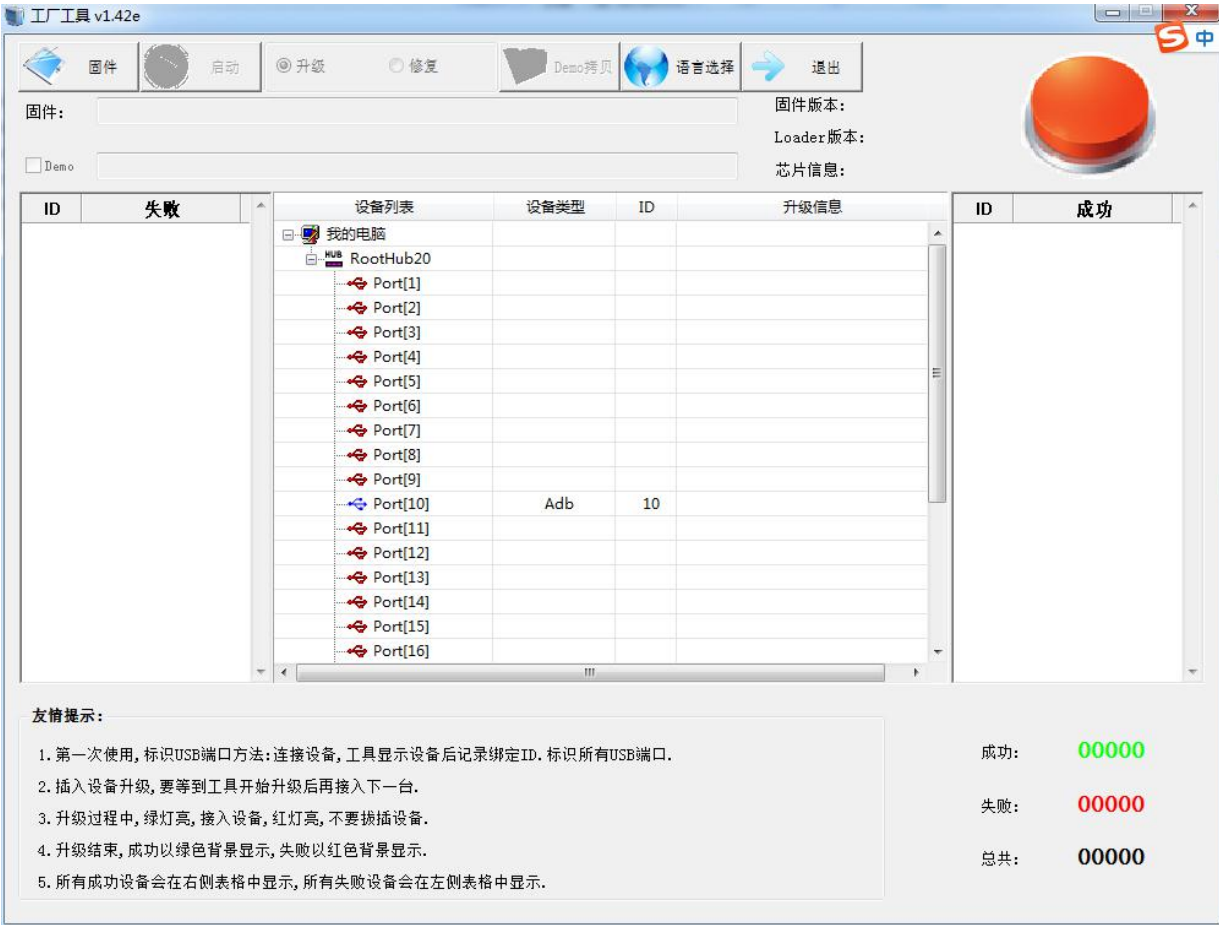 工厂工具 v1.42e
中
固件 启动 升级 修复 Demo拷贝 语言选择 退出
固件: 固件版本:
Loader版本:
Demo 芯片信息:
ID 失败 设备列表 设备类型 ID 升级信息 ID 成功
我的电脑
HUB RootHub20
Port[1]
Port[2]
Port[3]
Port[4]
Port[5]
Port[6]
Port[7]
Port[8]
Port[9]
Port[10] Adb 10
Port[11]
Port[12]
Port[13]
Port[14]
Port[15]
Port[16]
友情提示:
1.第一次使用,标识USB端口方法:连接设备,工具显示设备后记录绑定ID.标识所有USB端口.
2.插入设备升级,要等到工具开始升级后再接入下一台.
3.升级过程中,绿灯亮,接入设备,红灯亮,不要拔插设备.
4.升级结束,成功以绿色背景显示,失败以红色背景显示.
5.所有成功设备会在右侧表格中显示,所有失败设备会在左侧表格中显示.
成功: 00000
失败: 00000
总共: 00000